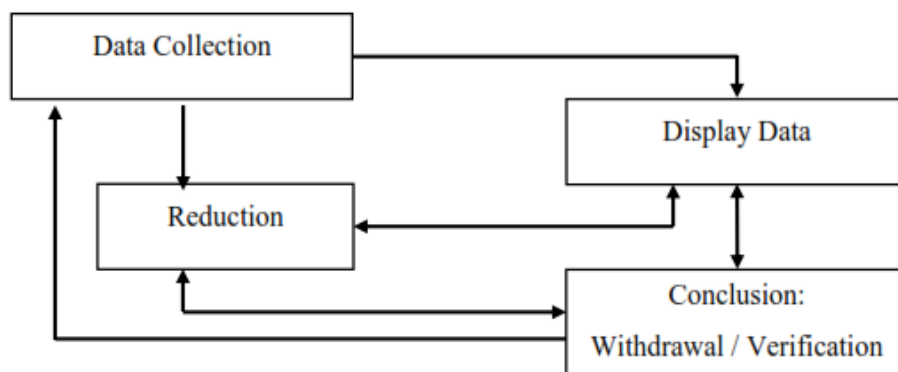 Data Collection
Display Data
Reduction
Conclusion:
Withdrawal / Verification